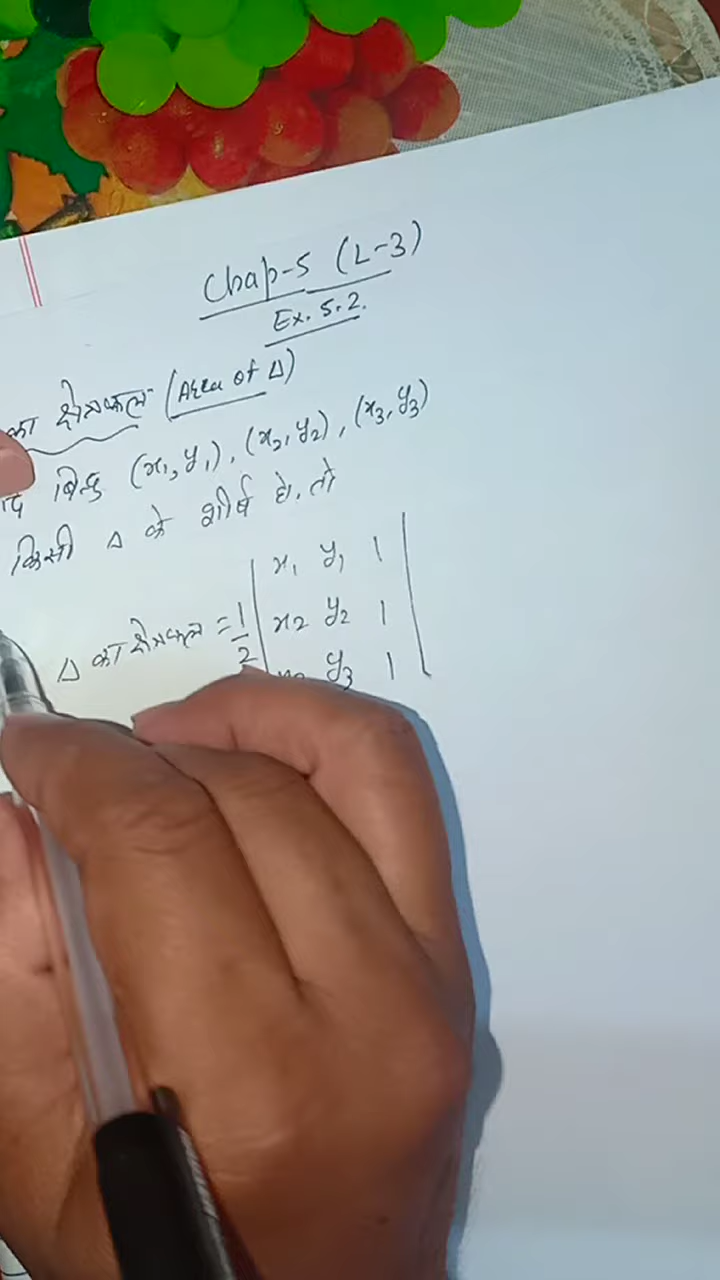 Chap-5 (L-3)
Ex. 5.2.
का क्षेत्रफल (Area of Δ)
बिन्दु (x₁, y₁), (x₂, y₂), (x₃, y₃)
किसी Δ के शीर्ष हो, तो
Δ का क्षेत्रफल = 1/2 | x₁ y₁ 1 |
| x₂ y₂ 1 |
y₃ 1 |